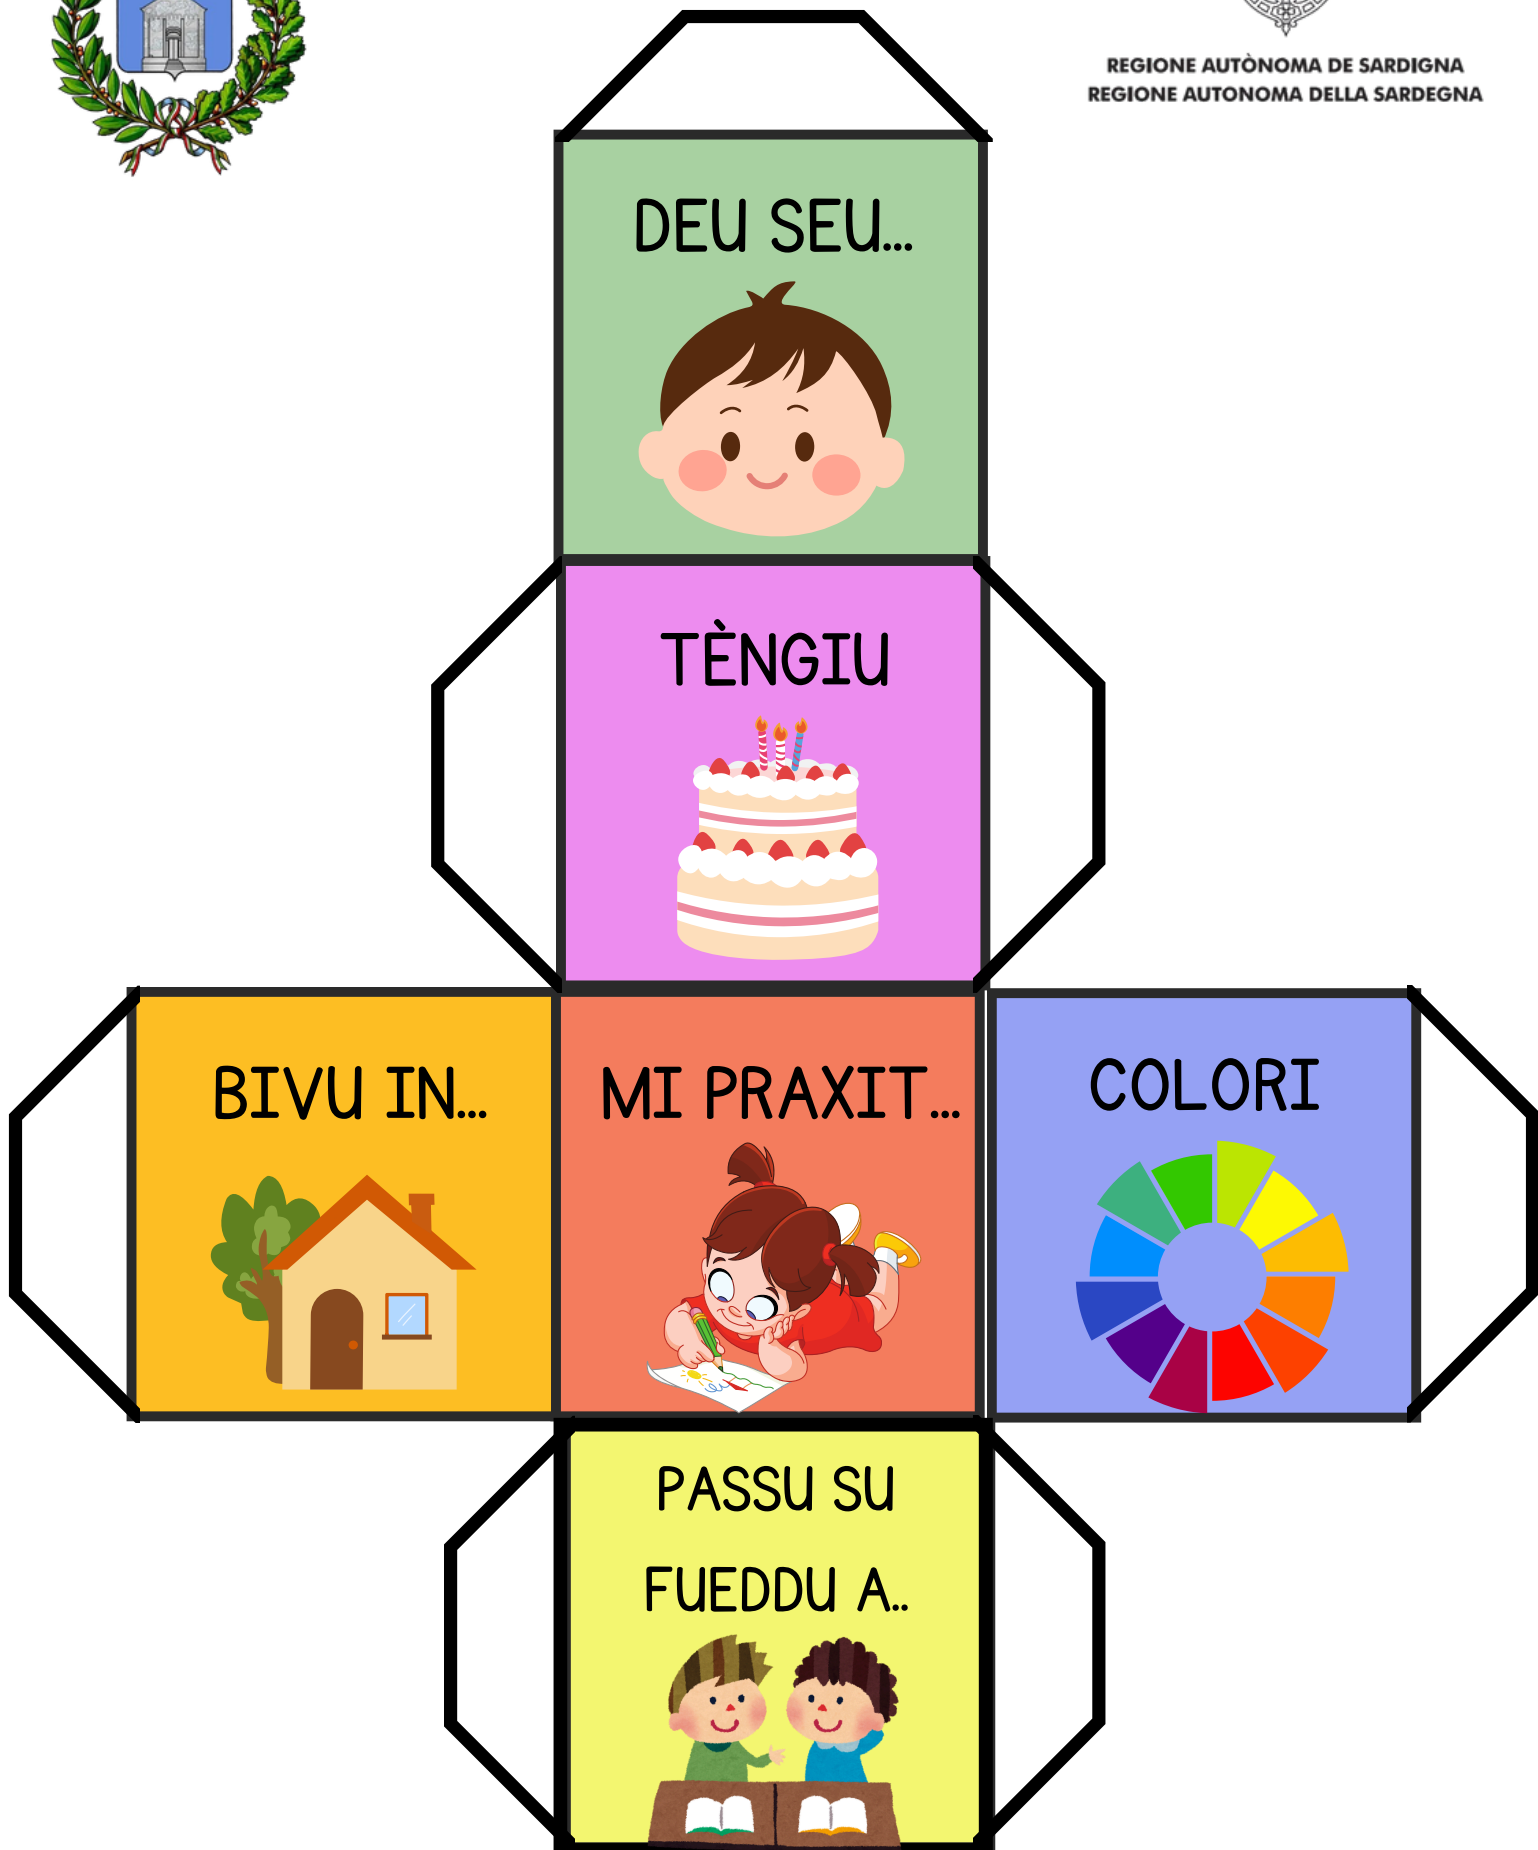 REGIONE AUTÒNOMA DE SARDIGNA
REGIONE AUTONOMA DELLA SARDEGNA
DEU SEU...
TÈNGIU
BIVU IN...
MI PRAXIT...
COLORI
PASSU SU
FUEDDU A..